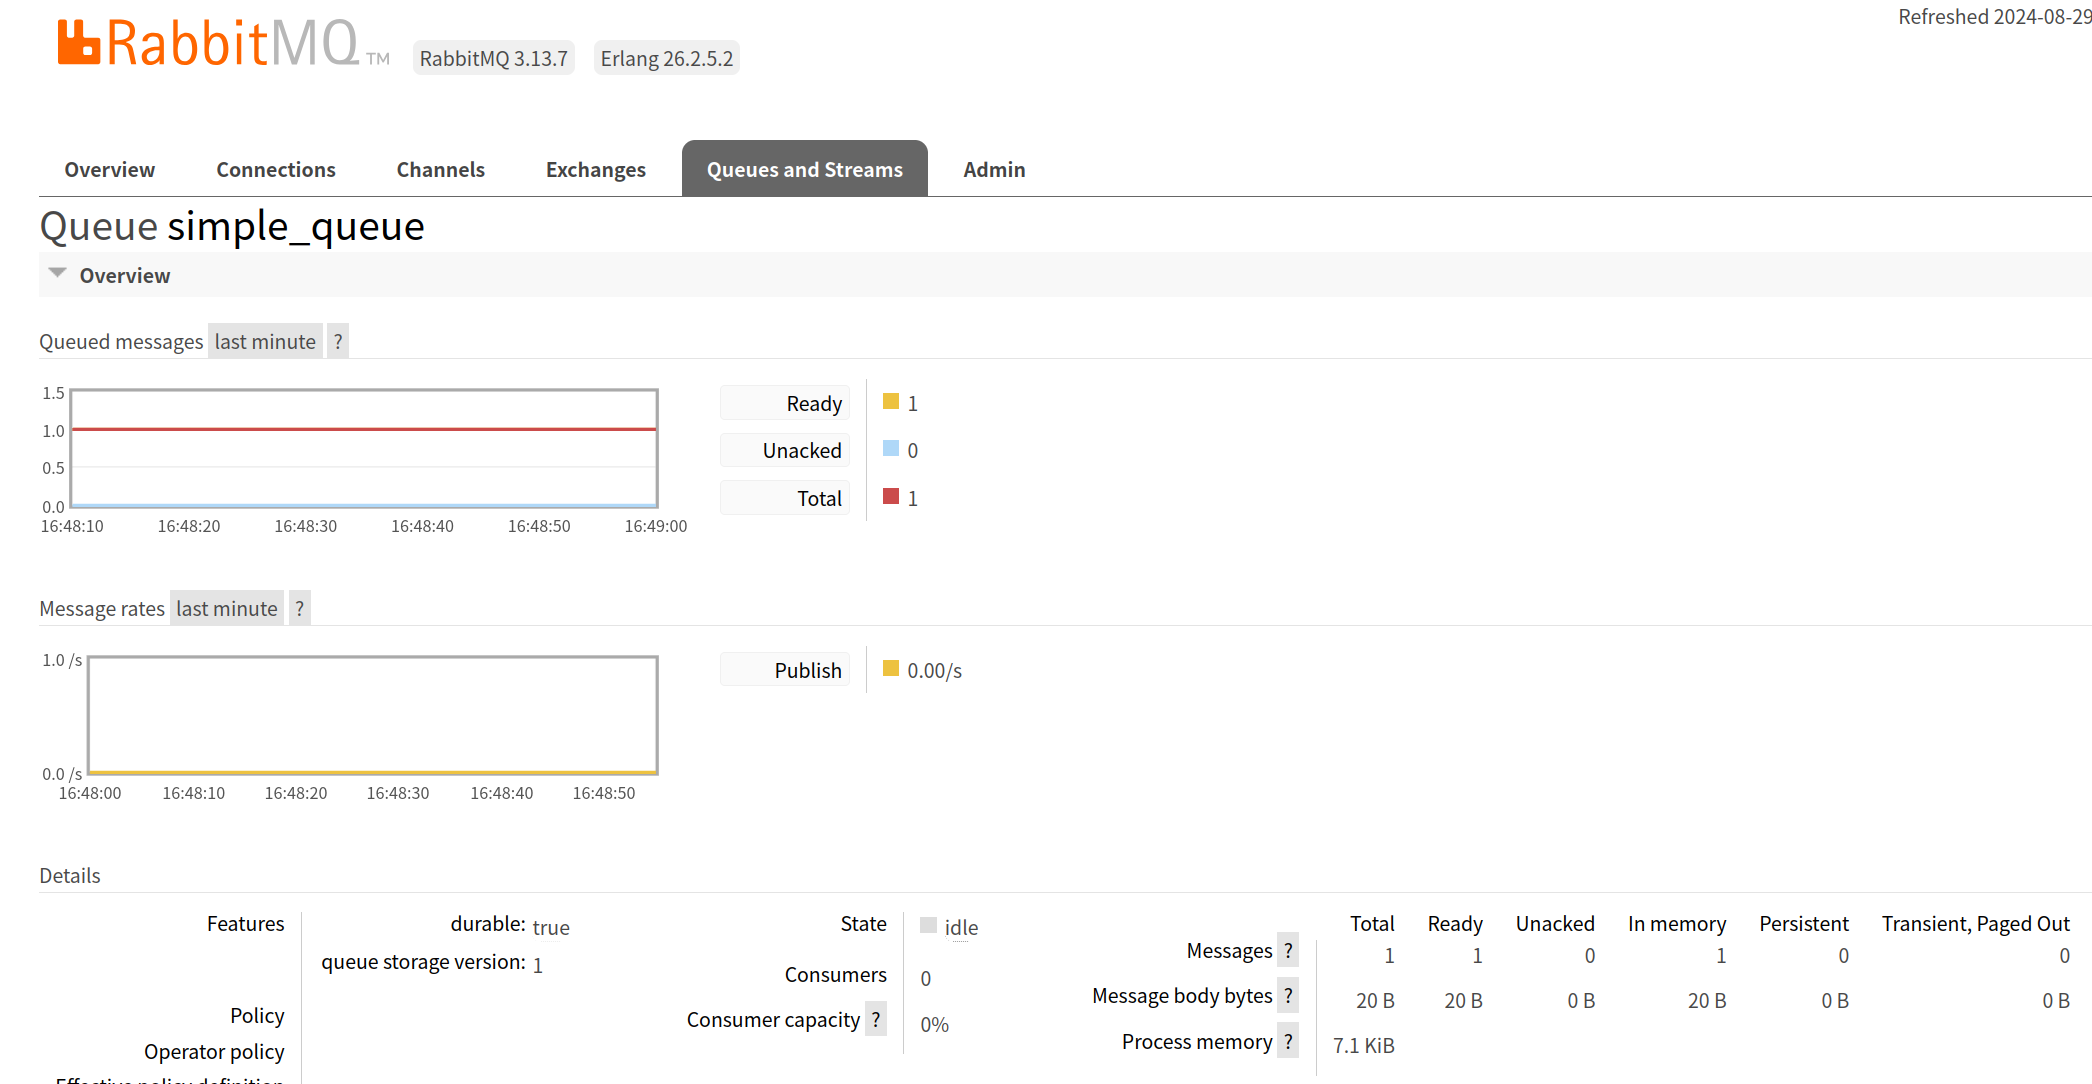 Refreshed 2024-08-29
RabbitMQ TM RabbitMQ 3.13.7 Erlang 26.2.5.2
Overview Connections Channels Exchanges Queues and Streams Admin
Queue simple_queue
Overview
Queued messages last minute ?
1.5
1.0
0.5
0.0
16:48:10 16:48:20 16:48:30 16:48:40 16:48:50 16:49:00
Ready 1
Unacked 0
Total 1
Message rates last minute ?
1.0 /s
0.0 /s
16:48:00 16:48:10 16:48:20 16:48:30 16:48:40 16:48:50
Publish 0.00/s
Details
Features durable: true
queue storage version: 1
Policy
Operator policy
Effective policy definition
State idle
Consumers 0
Consumer capacity ? 0%
Total Ready Unacked In memory Persistent Transient, Paged Out
Messages ? 1 1 0 1 0 0
Message body bytes ? 20 B 20 B 0 B 20 B 0 B 0 B
Process memory ? 7.1 KiB